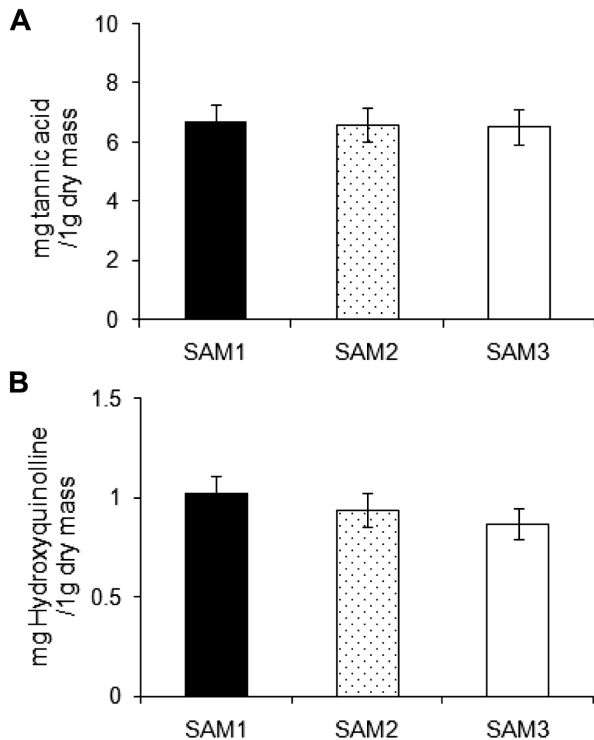 A
mg tannic acid
/1g dry mass
10
8
6
4
2
0
SAM1 SAM2 SAM3
B
mg Hydroxyquinolline
/1g dry mass
1.5
1
0.5
0
SAM1 SAM2 SAM3